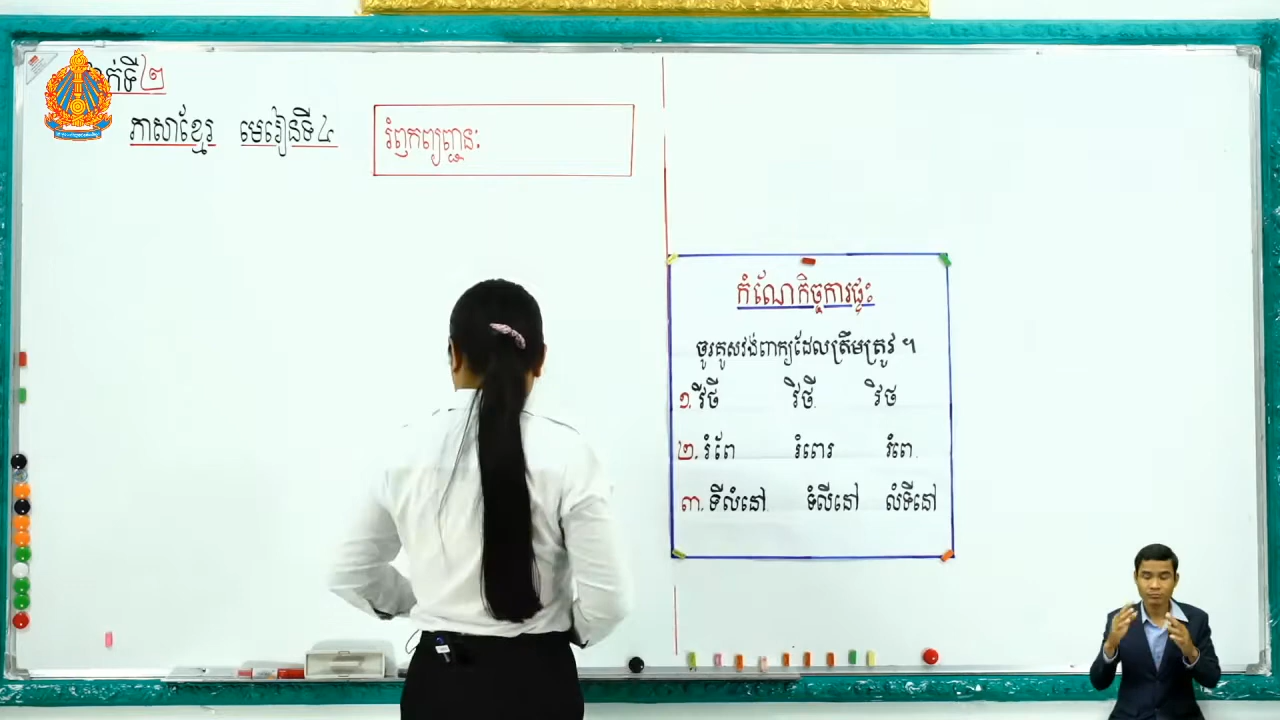 ថ្នាក់ទី២
ភាសាខ្មែរ មេរៀនទី៤
រំឭកព្យញ្ជនៈ
កំណែកិច្ចការផ្ទះ
ចូរគូសវង់ពាក្យដែលត្រឹមត្រូវ ។
១. វីថី វិថី វិថ
២. រំពៃ រំពេរ រំពេ
៣. ទីលំនៅ ទំលីនៅ លំទីនៅ